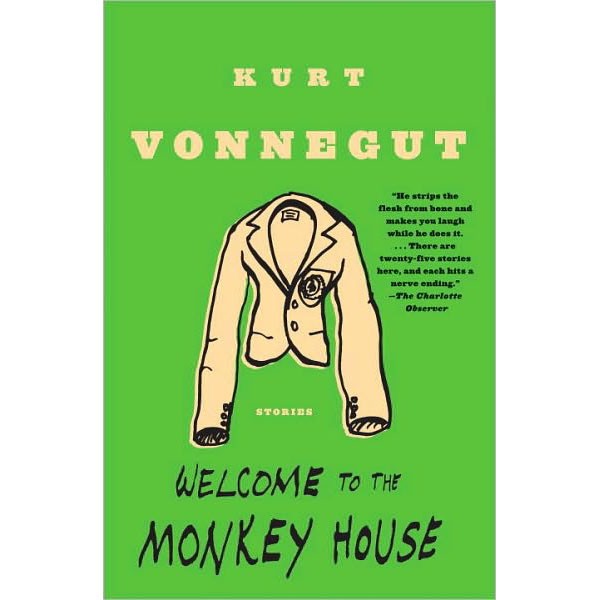 KURT
VONNEGUT
"He strips the
flesh from bone and
makes you laugh
while he does it.
. . . There are
twenty-five stories
here, and each hits a
nerve ending."
—The Charlotte
Observer
STORIES
WELCOME TO THE
MONKEY HOUSE